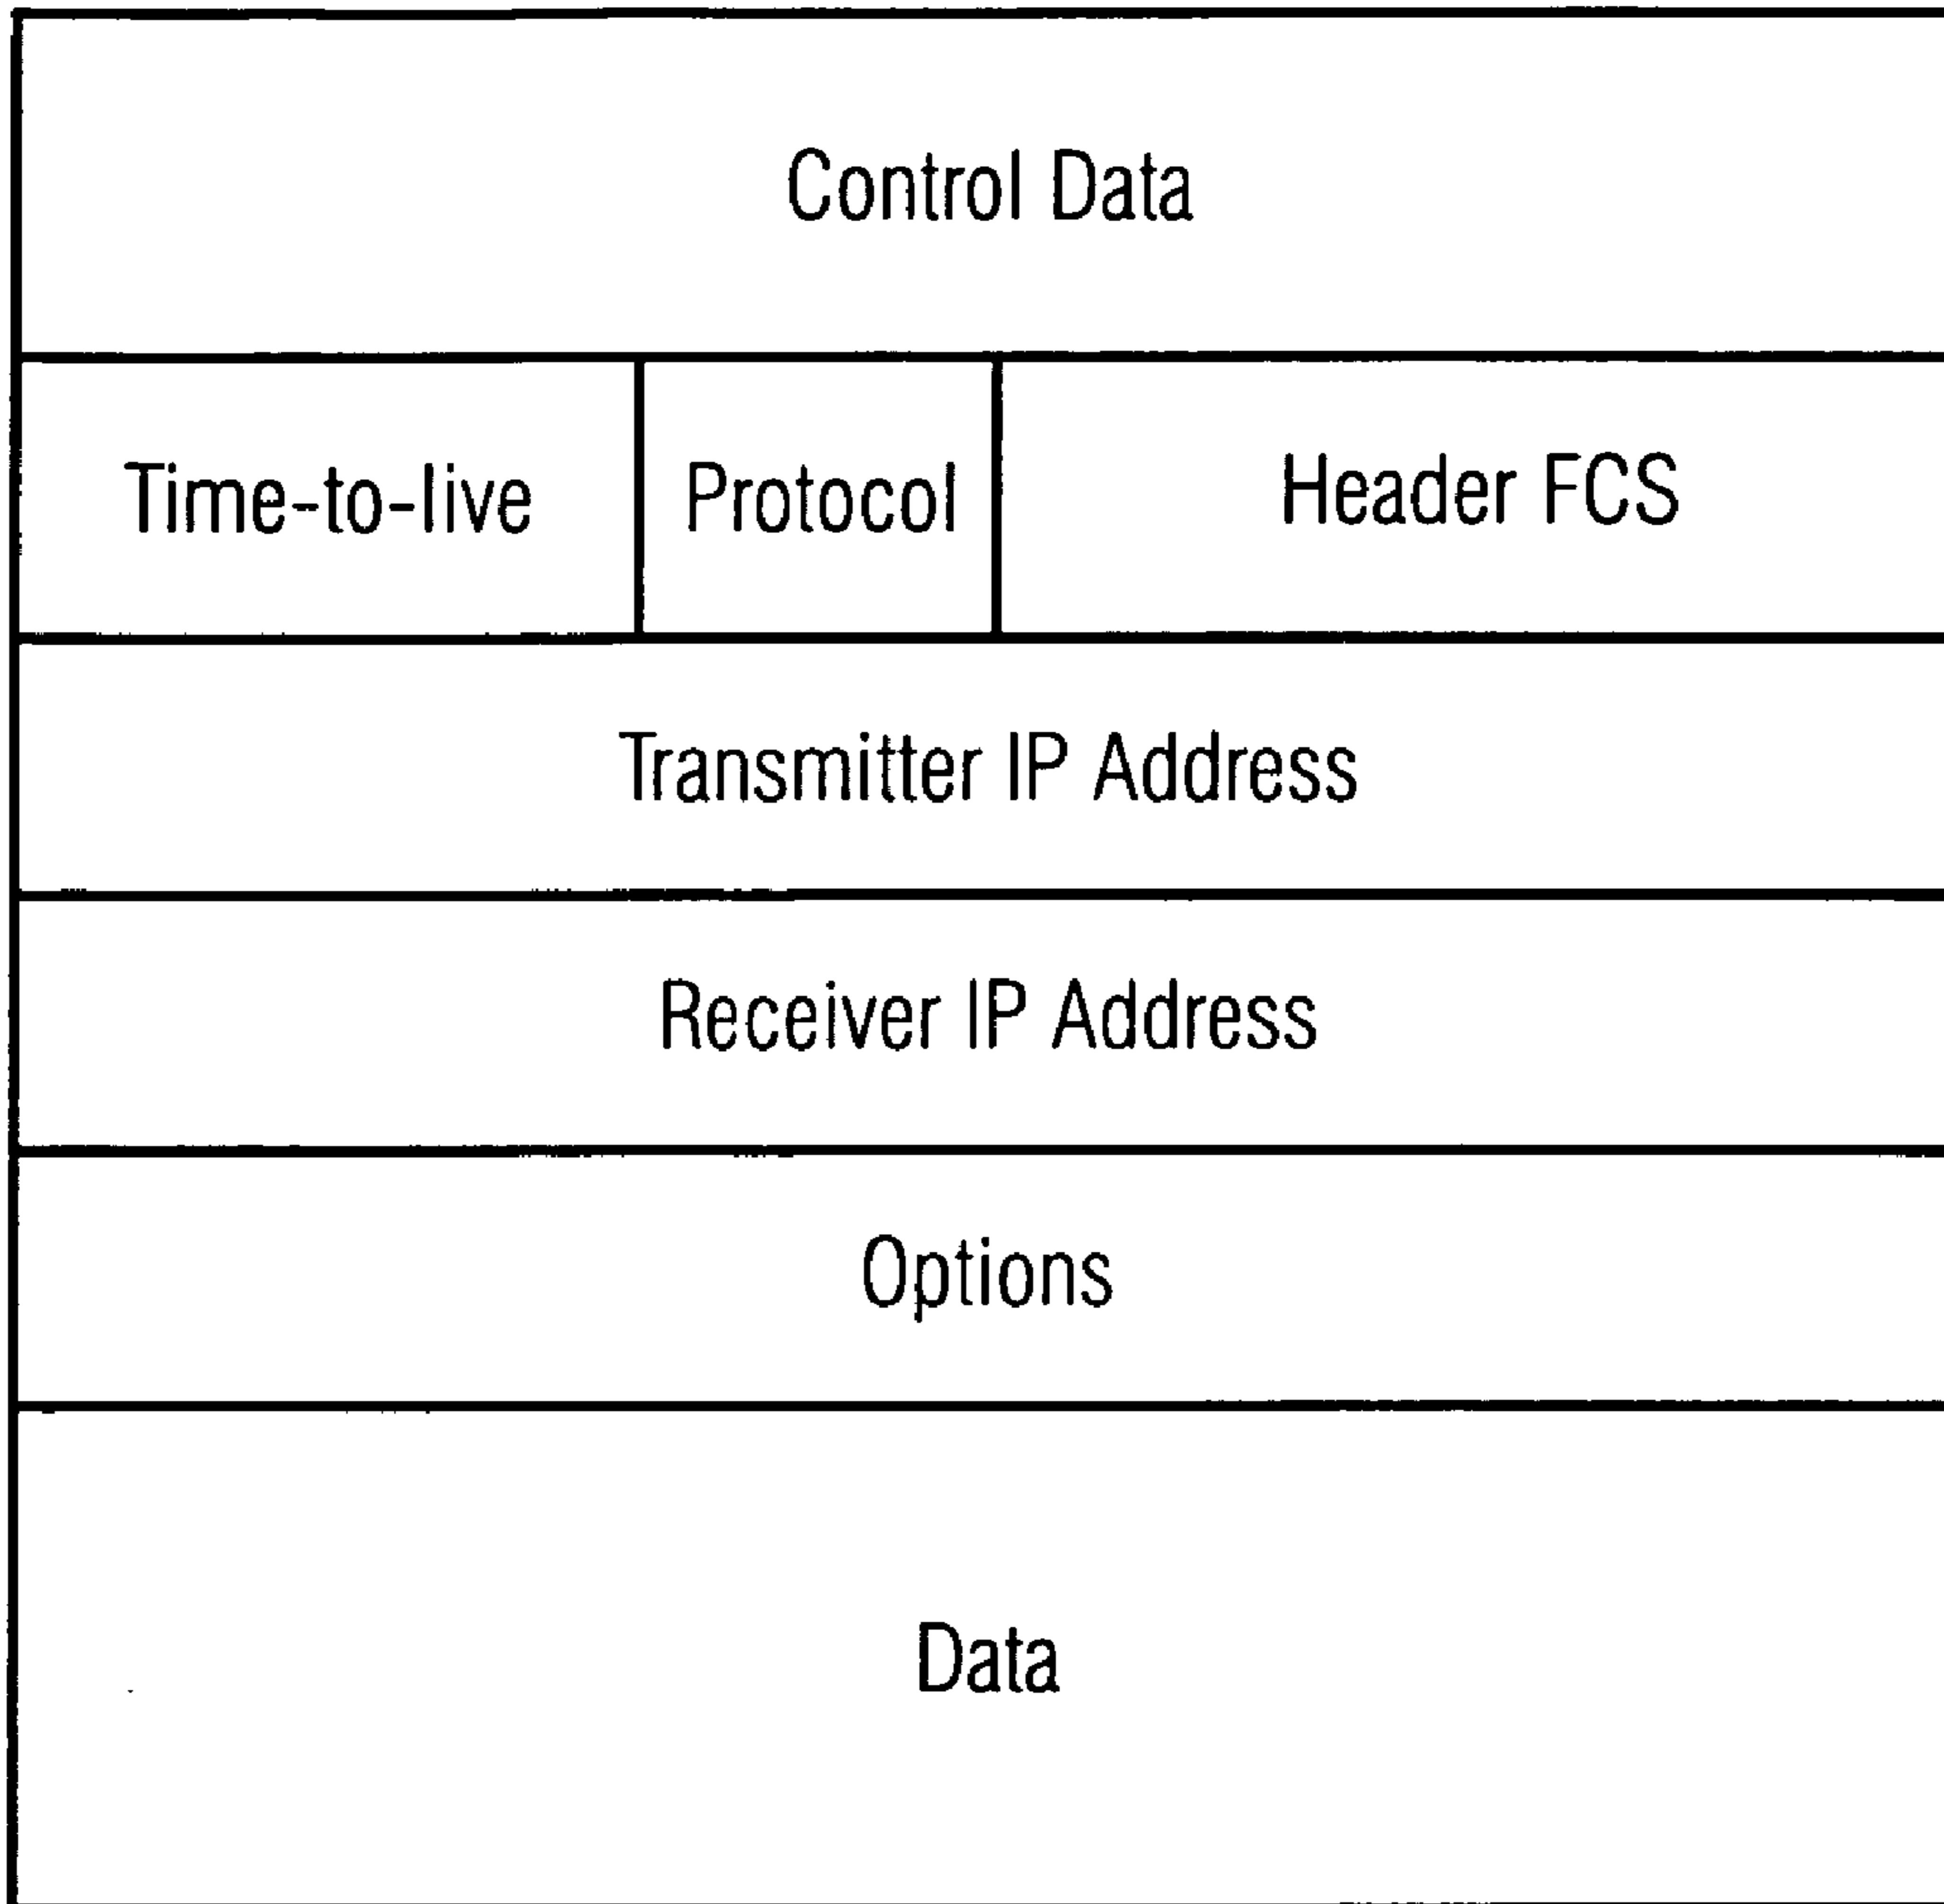 Control Data
Time-to-live Protocol Header FCS
Transmitter IP Address
Receiver IP Address
Options
Data